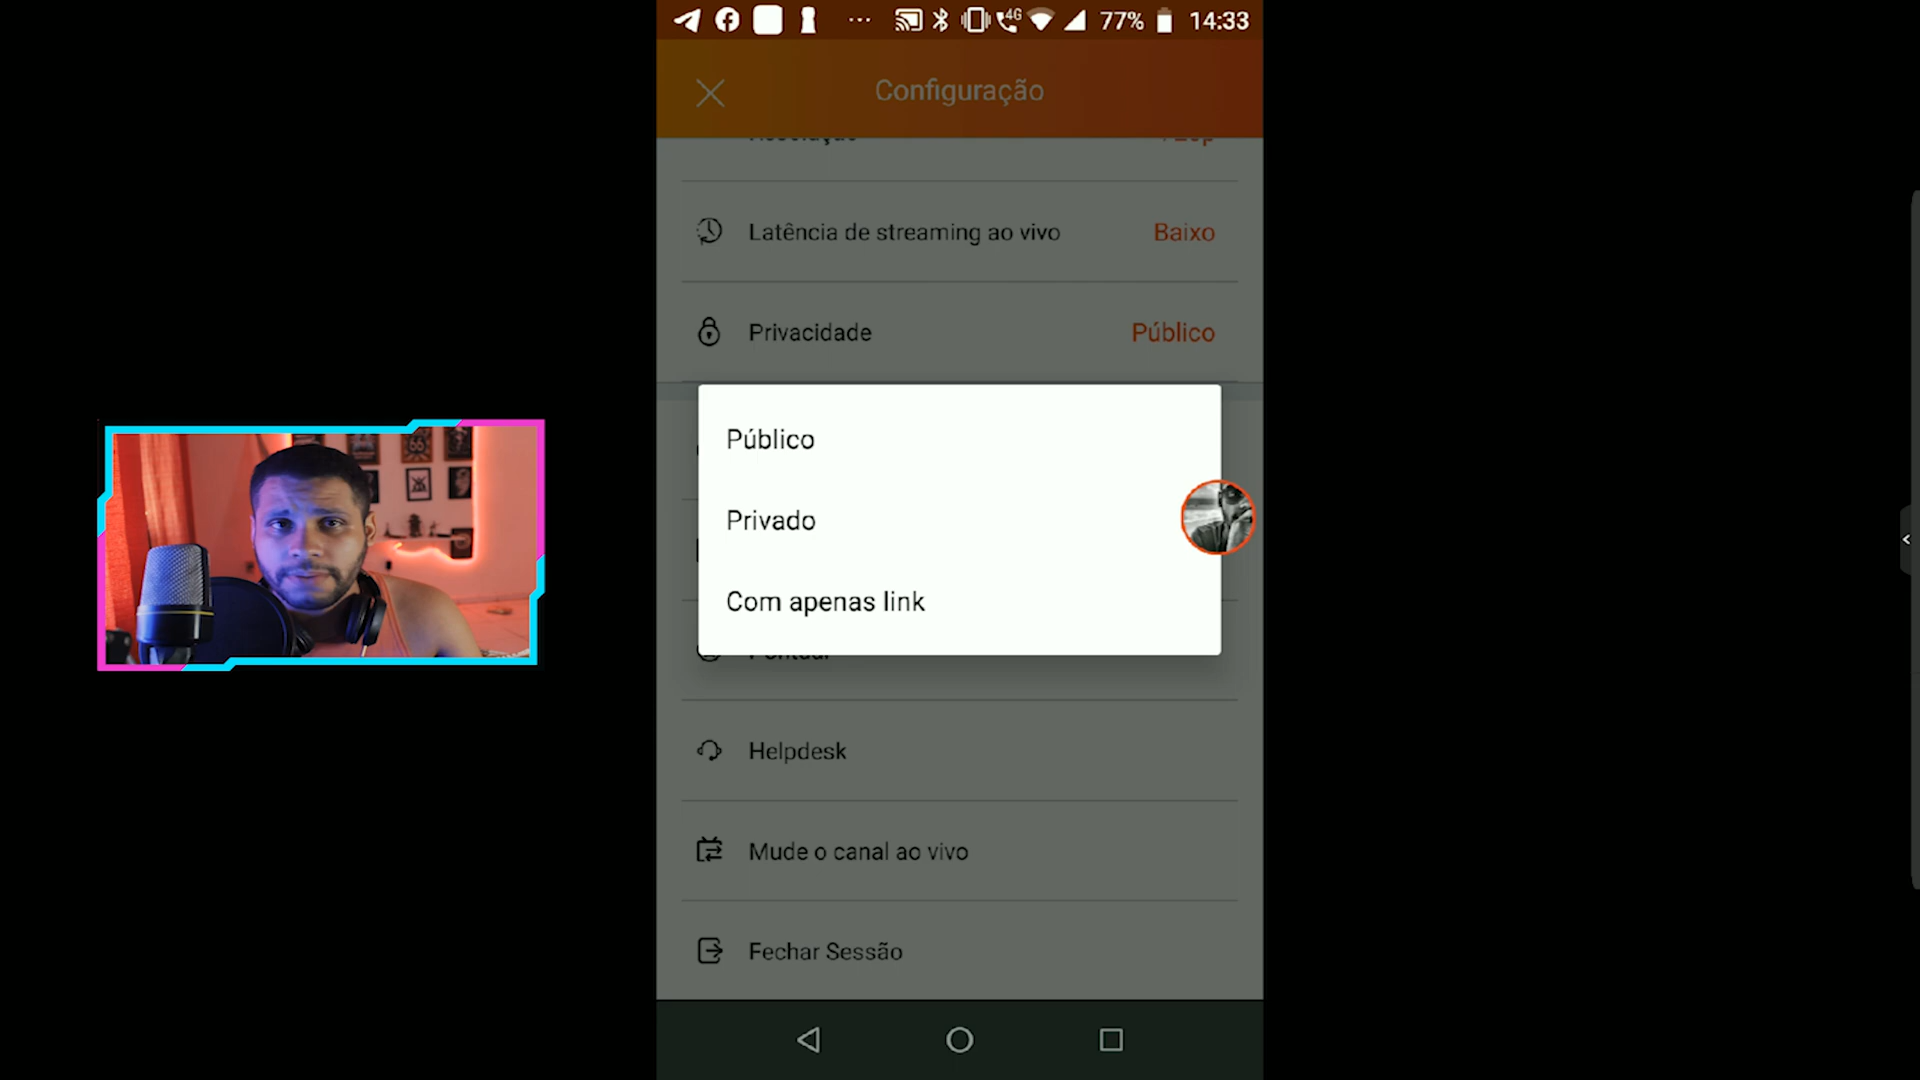 4G 77% 14:33
Configuração
Latência de streaming ao vivo Baixo
Privacidade Público
Público
Privado
Com apenas link
Helpdesk
Mude o canal ao vivo
Fechar Sessão